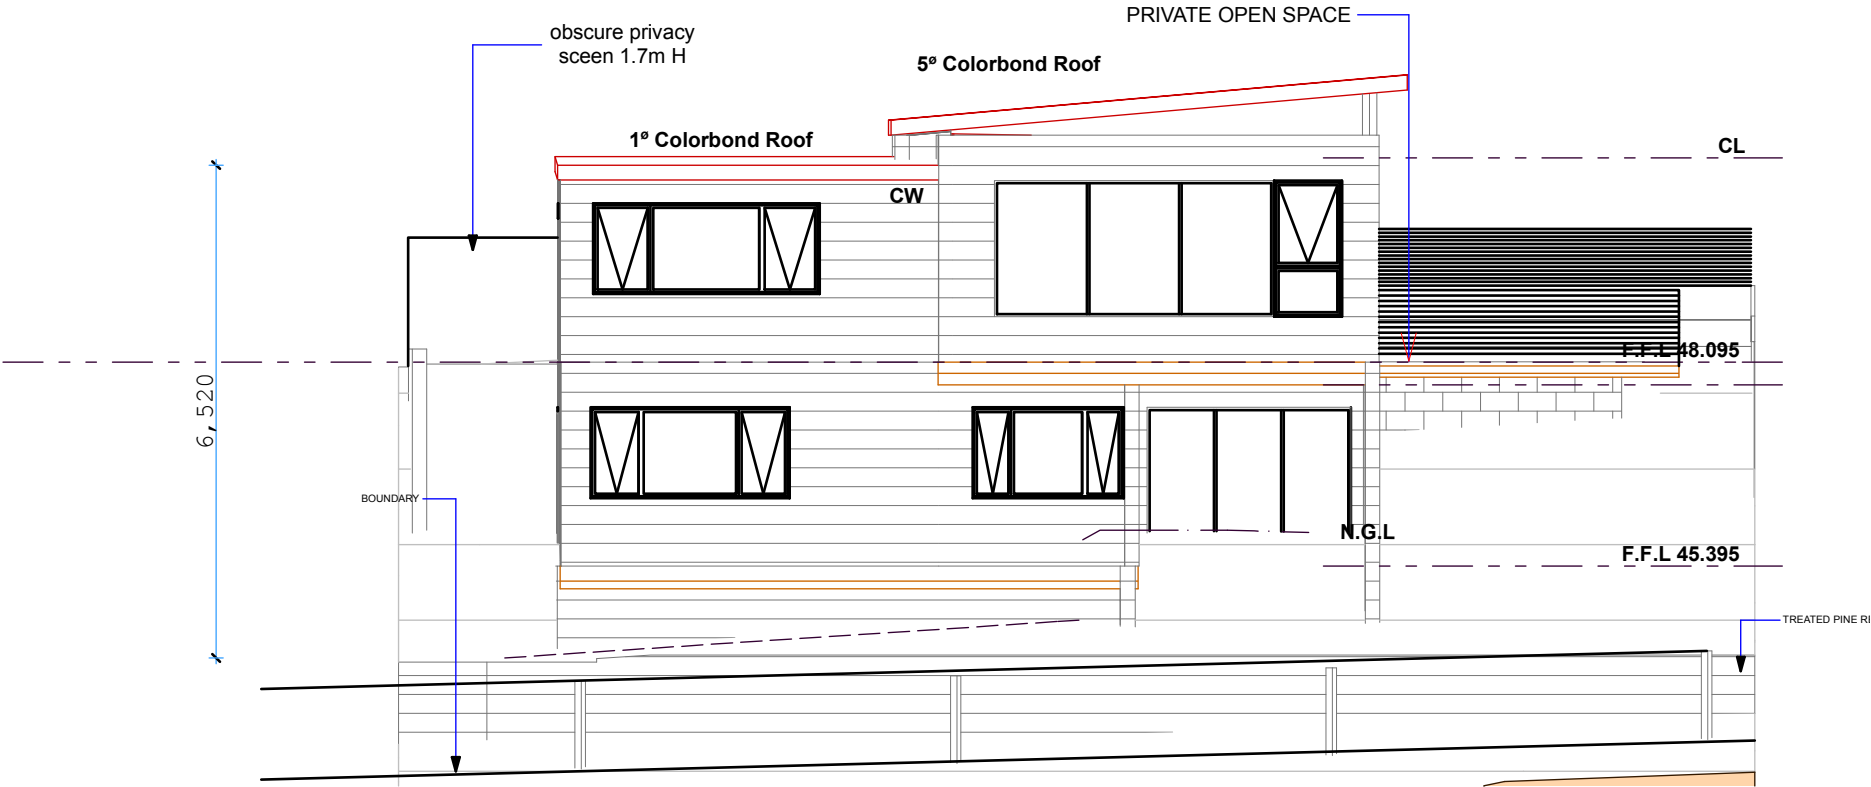 PRIVATE OPEN SPACE
obscure privacy
sceen 1.7m H
5º Colorbond Roof
1º Colorbond Roof
CL
CW
F.F.L 48.095
6,520
BOUNDARY
N.G.L
F.F.L 45.395
TREATED PINE RE